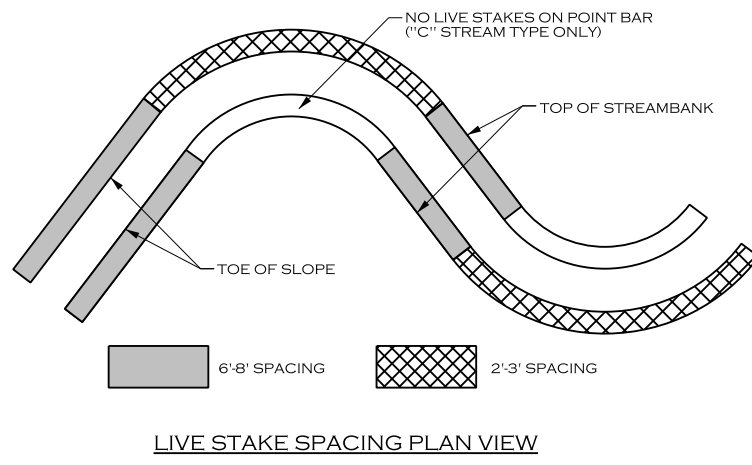 NO LIVE STAKES ON POINT BAR
("C" STREAM TYPE ONLY)
TOP OF STREAMBANK
TOE OF SLOPE
6'-8' SPACING
2'-3' SPACING
LIVE STAKE SPACING PLAN VIEW